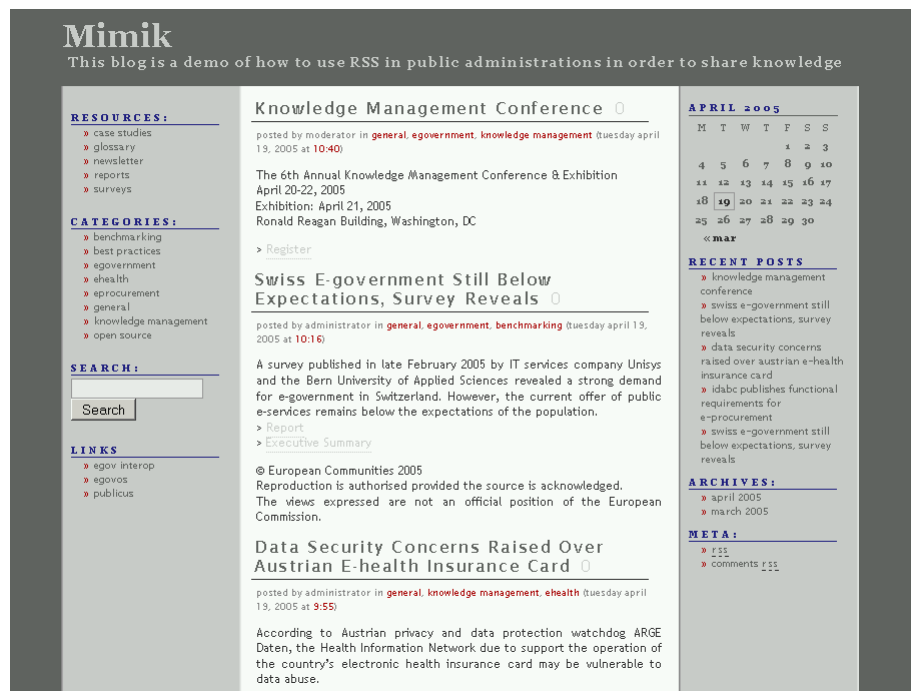 Mimik
This blog is a demo of how to use RSS in public administrations in order to share knowledge
RESOURCES:
» case studies
» glossary
» newsletter
» reports
» surveys
CATEGORIES:
» benchmarking
» best practices
» egovernment
» ehealth
» eprocurement
» general
» knowledge management
» open source
SEARCH:
Search
LINKS
» egov interop
» egovos
» publicus
Knowledge Management Conference 0
posted by moderator in general, egovernment, knowledge management (tuesday april
19, 2005 at 10:40)
The 6th Annual Knowledge Management Conference & Exhibition
April 20-22, 2005
Exhibition: April 21, 2005
Ronald Reagan Building, Washington, DC
> Register
Swiss E-government Still Below
Expectations, Survey Reveals 0
posted by administrator in general, egovernment, benchmarking (tuesday april 19,
2005 at 10:16)
A survey published in late February 2005 by IT services company Unisys
and the Bern University of Applied Sciences revealed a strong demand
for e-government in Switzerland. However, the current offer of public
e-services remains below the expectations of the population.
> Report
> Executive Summary
© European Communities 2005
Reproduction is authorised provided the source is acknowledged.
The views expressed are not an official position of the European
Commission.
Data Security Concerns Raised Over
Austrian E-health Insurance Card 0
posted by administrator in general, knowledge management, ehealth (tuesday april
19, 2005 at 9:55)
According to Austrian privacy and data protection watchdog ARGE
Daten, the Health Information Network due to support the operation of
the country's electronic health insurance card may be vulnerable to
data abuse.
APRIL 2005
M T W T F S S
1 2 3
4 5 6 7 8 9 10
11 12 13 14 15 16 17
18 19 20 21 22 23 24
25 26 27 28 29 30
« mar
RECENT POSTS
» knowledge management
conference
» swiss e-government still
below expectations, survey
reveals
» data security concerns
raised over austrian e-health
insurance card
» idabc publishes functional
requirements for
e-procurement
» swiss e-government still
below expectations, survey
reveals
ARCHIVES:
» april 2005
» march 2005
META:
» rss
» comments rss